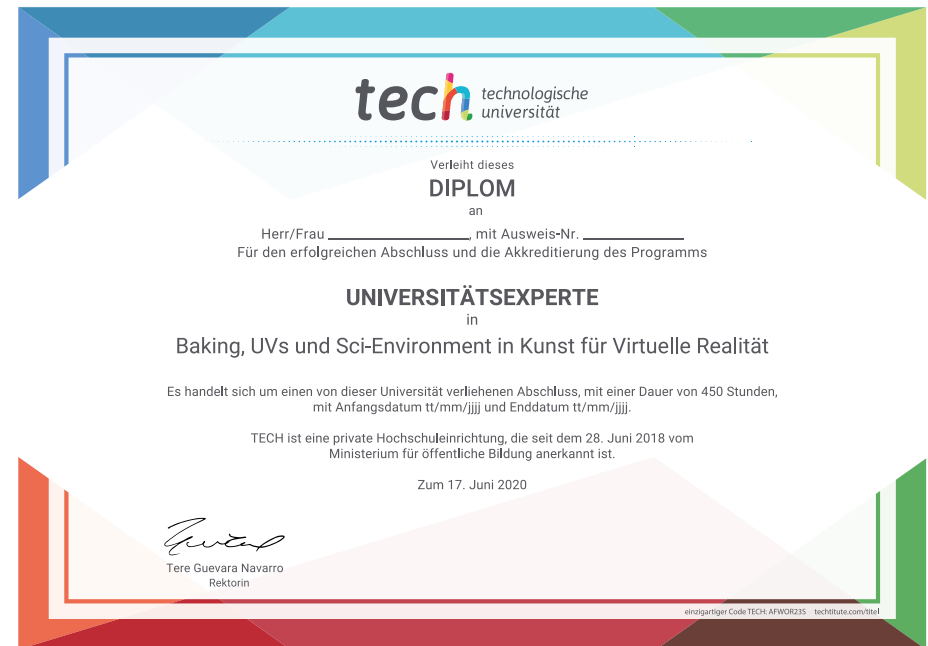 tech technologische
universität
Verleiht dieses
DIPLOM
an
Herr/Frau ____________________, mit Ausweis-Nr. ______________
Für den erfolgreichen Abschluss und die Akkreditierung des Programms
UNIVERSITÄTSEXPERTE
in
Baking, UVs und Sci-Environment in Kunst für Virtuelle Realität
Es handelt sich um einen von dieser Universität verliehenen Abschluss, mit einer Dauer von 450 Stunden,
mit Anfangsdatum tt/mm/jjjj und Enddatum tt/mm/jjjj.
TECH ist eine private Hochschuleinrichtung, die seit dem 28. Juni 2018 vom
Ministerium für öffentliche Bildung anerkannt ist.
Zum 17. Juni 2020
Tere Guevara Navarro
Rektorin
einzigartiger Code TECH: AFWOR23S techtitute.com/titel